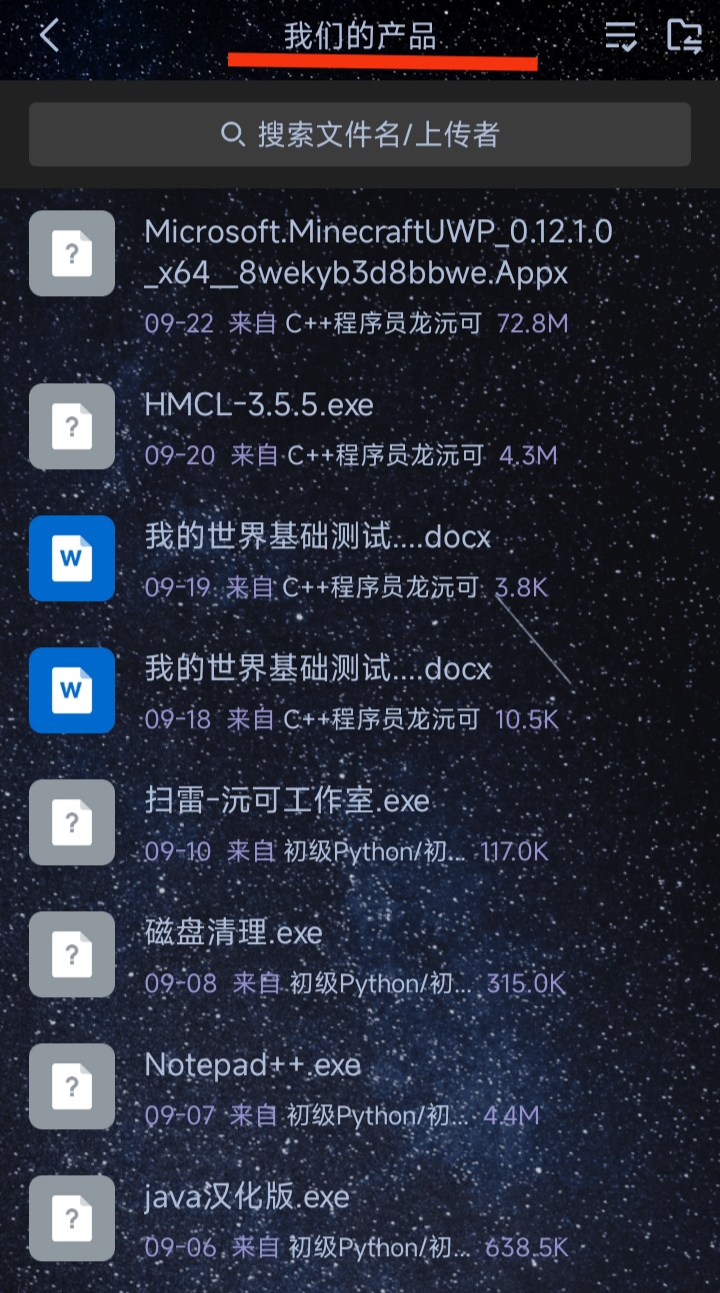 我们的产品
搜索文件名/上传者
Microsoft.MinecraftUWP_0.12.1.0
_x64__8wekyb3d8bbwe.Appx
09-22 来自 C++程序员龙沅可 72.8M
HMCL-3.5.5.exe
09-20 来自 C++程序员龙沅可 4.3M
我的世界基础测试....docx
09-19 来自 C++程序员龙沅可 3.8K
我的世界基础测试....docx
09-18 来自 C++程序员龙沅可 10.5K
扫雷-沅可工作室.exe
09-10 来自 初级Python/初... 117.0K
磁盘清理.exe
09-08 来自 初级Python/初... 315.0K
Notepad++.exe
09-07 来自 初级Python/初... 4.4M
java汉化版.exe
09-06 来自 初级Python/初... 638.5K